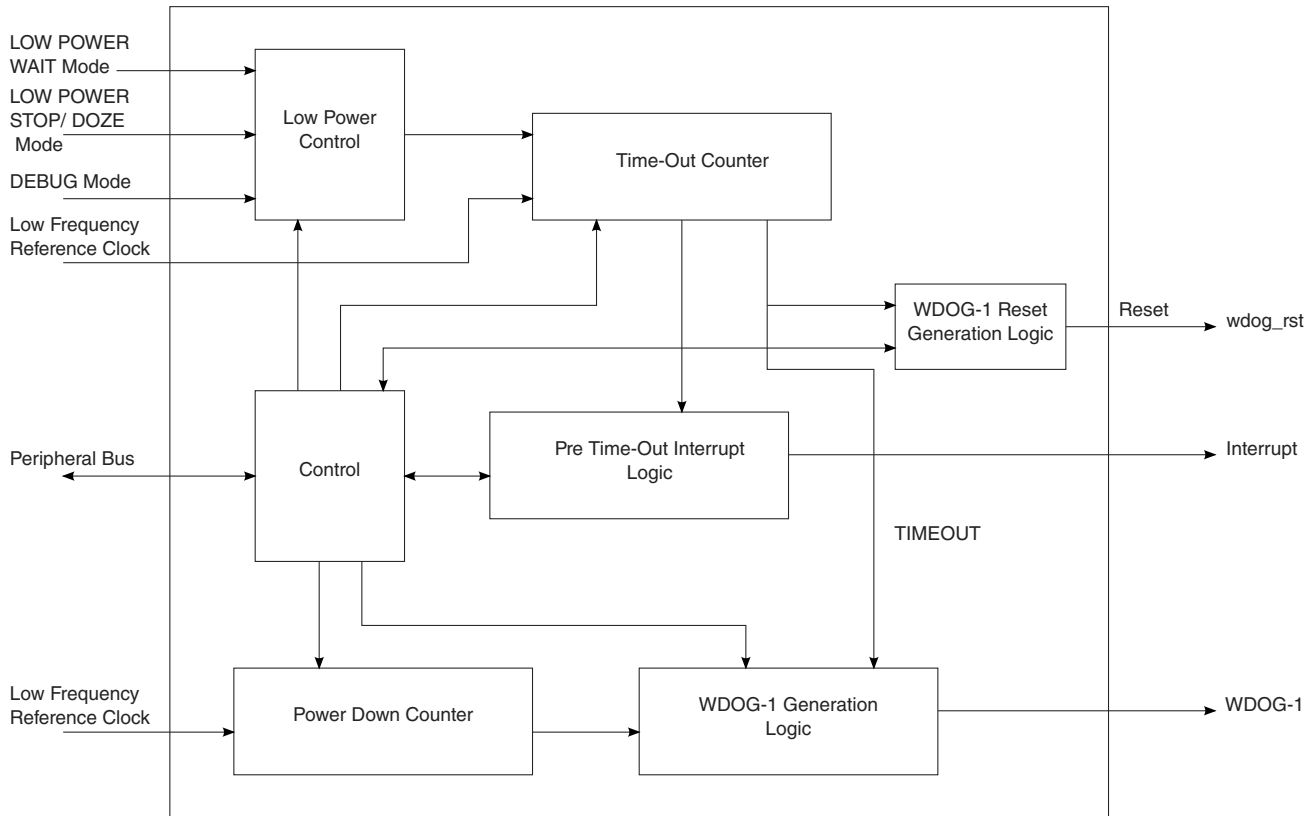 LOW POWER
WAIT Mode
LOW POWER
STOP/ DOZE
Mode
DEBUG Mode
Low Frequency
Reference Clock
Low Power
Control
Time-Out Counter
WDOG-1 Reset
Generation Logic
Reset
wdog_rst
Peripheral Bus
Control
Pre Time-Out Interrupt
Logic
Interrupt
TIMEOUT
Low Frequency
Reference Clock
Power Down Counter
WDOG-1 Generation
Logic
WDOG-1